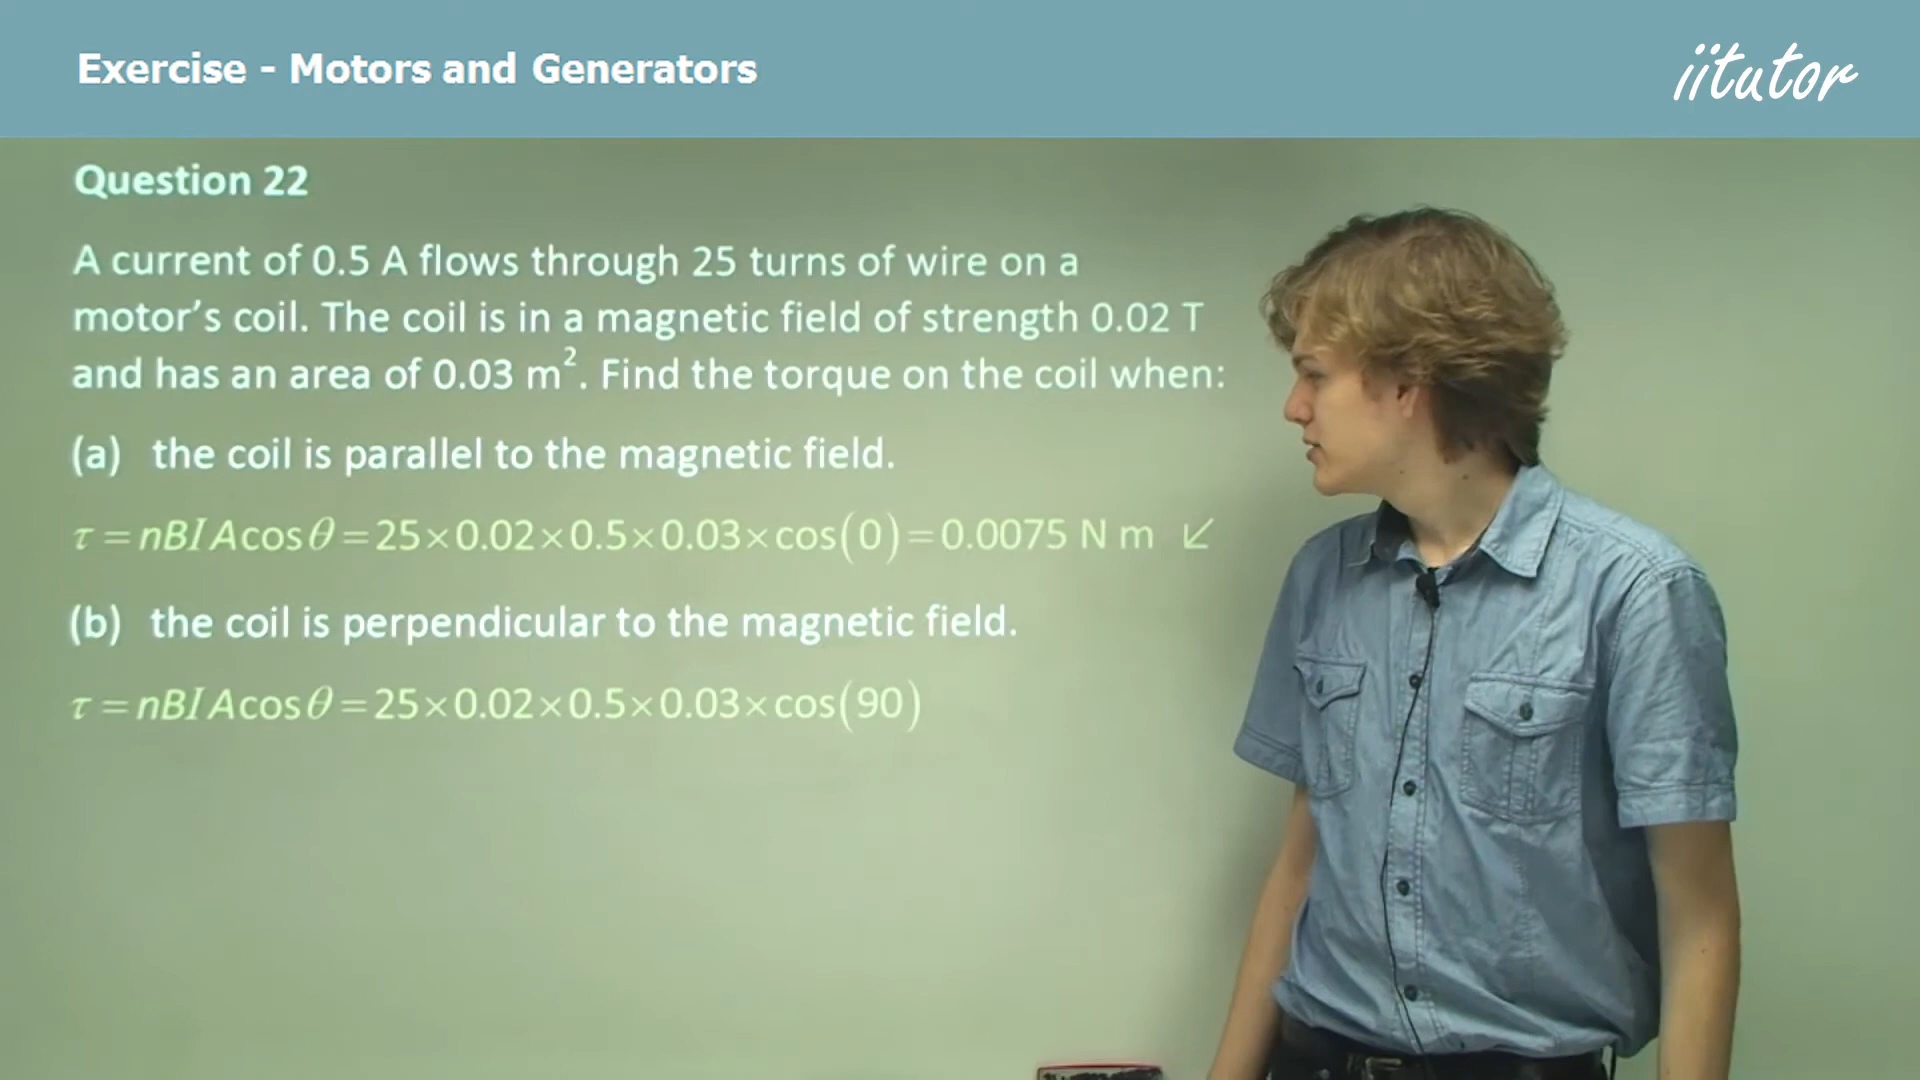 Exercise - Motors and Generators
iitutor
Question 22
A current of 0.5 A flows through 25 turns of wire on a
motor’s coil. The coil is in a magnetic field of strength 0.02 T
and has an area of 0.03 m². Find the torque on the coil when:
(a) the coil is parallel to the magnetic field.
τ = nBIAcosθ = 25×0.02×0.5×0.03×cos(0) = 0.0075 N m ↙
(b) the coil is perpendicular to the magnetic field.
τ = nBIAcosθ = 25×0.02×0.5×0.03×cos(90)